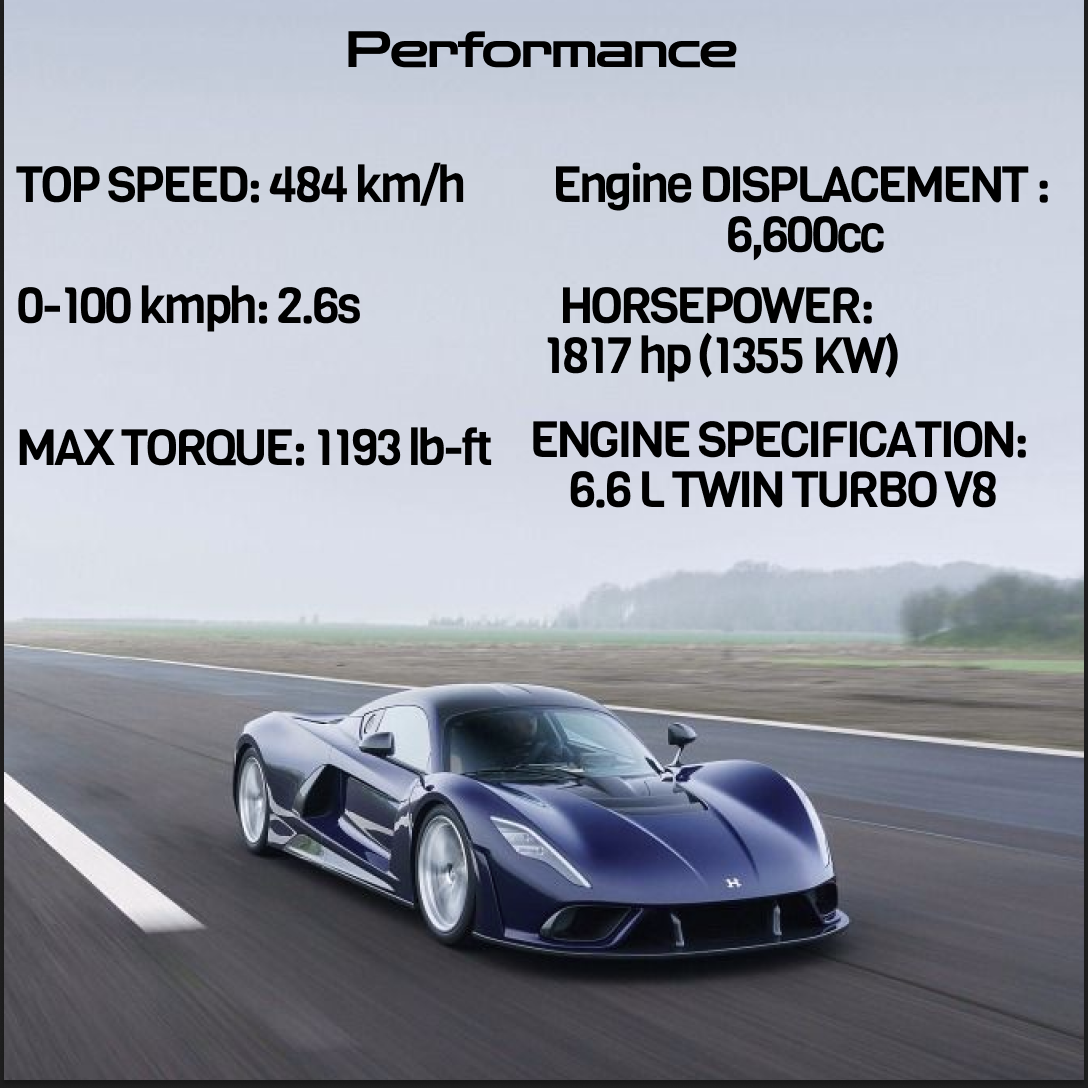 Performance
TOP SPEED: 484 km/h
Engine DISPLACEMENT :
6,600cc
0-100 kmph: 2.6s
HORSEPOWER:
1817 hp (1355 KW)
MAX TORQUE: 1193 lb-ft
ENGINE SPECIFICATION:
6.6 L TWIN TURBO V8
H